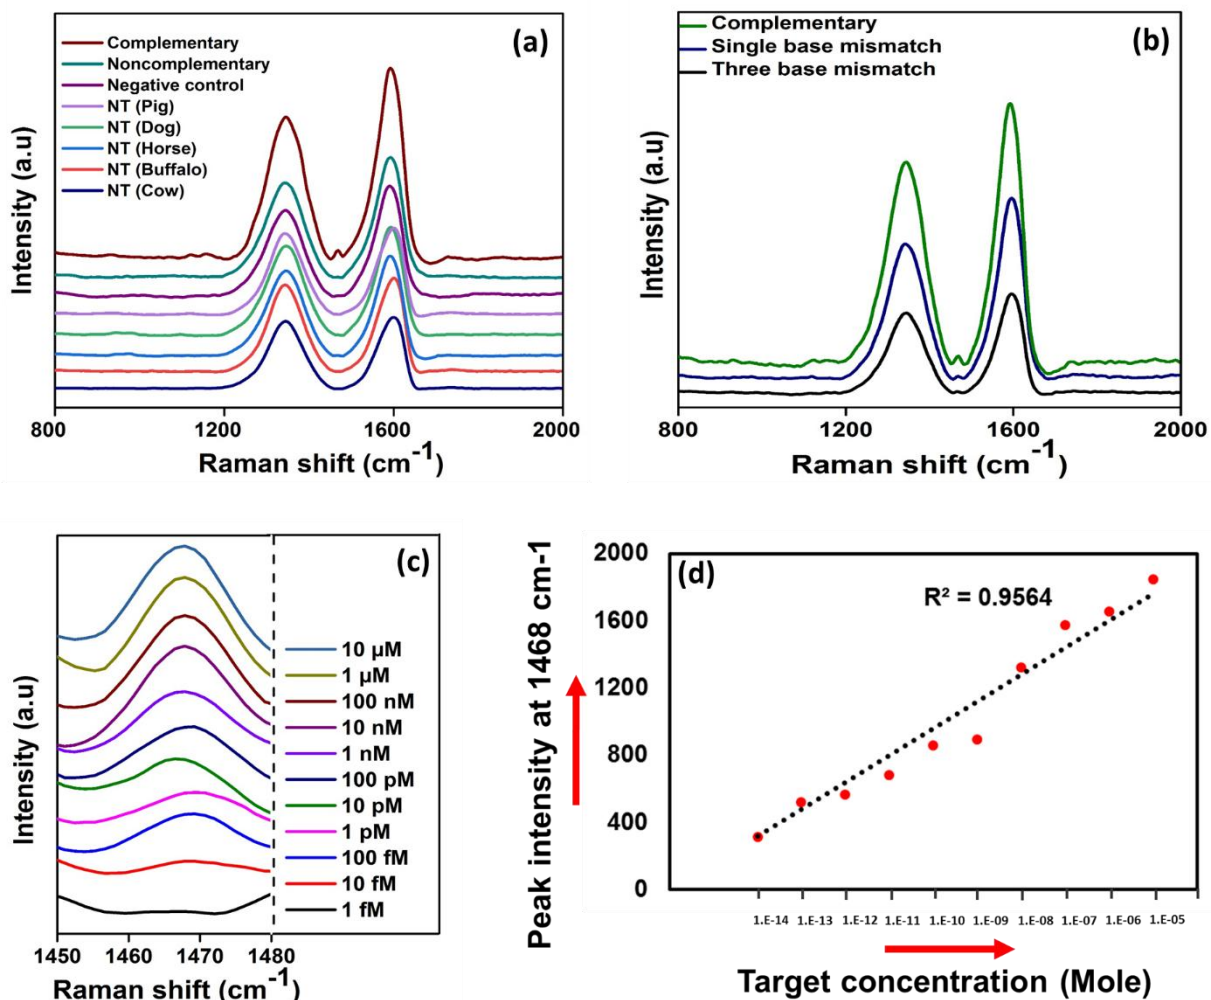 (a)
Complementary
Noncomplementary
Negative control
NT (Pig)
NT (Dog)
NT (Horse)
NT (Buffalo)
NT (Cow)
Intensity (a.u)
800 1200 1600 2000
Raman shift (cm-1)
(b)
Complementary
Single base mismatch
Three base mismatch
Intensity (a.u)
800 1200 1600 2000
Raman shift (cm-1)
(c)
10 µM
1 µM
100 nM
10 nM
1 nM
100 pM
10 pM
1 pM
100 fM
10 fM
1 fM
Intensity (a.u)
1450 1460 1470 1480
Raman shift (cm-1)
(d)
R² = 0.9564
Peak intensity at 1468 cm-1
2000
1600
1200
800
400
0
1.E-14 1.E-13 1.E-12 1.E-11 1.E-10 1.E-09 1.E-08 1.E-07 1.E-06 1.E-05
Target concentration (Mole)